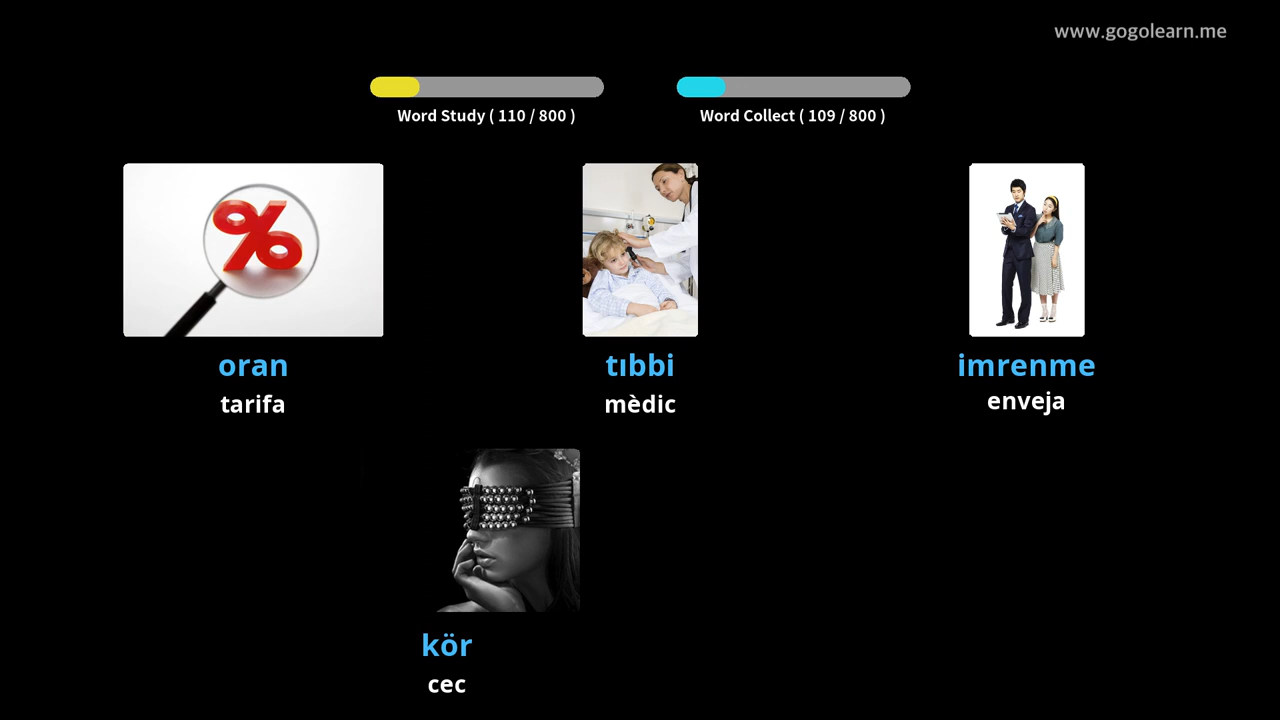 www.gogolearn.me
Word Study ( 110 / 800 )
Word Collect ( 109 / 800 )
%
oran
tarifa
tıbbi
mèdic
imrenme
enveja
kör
cec